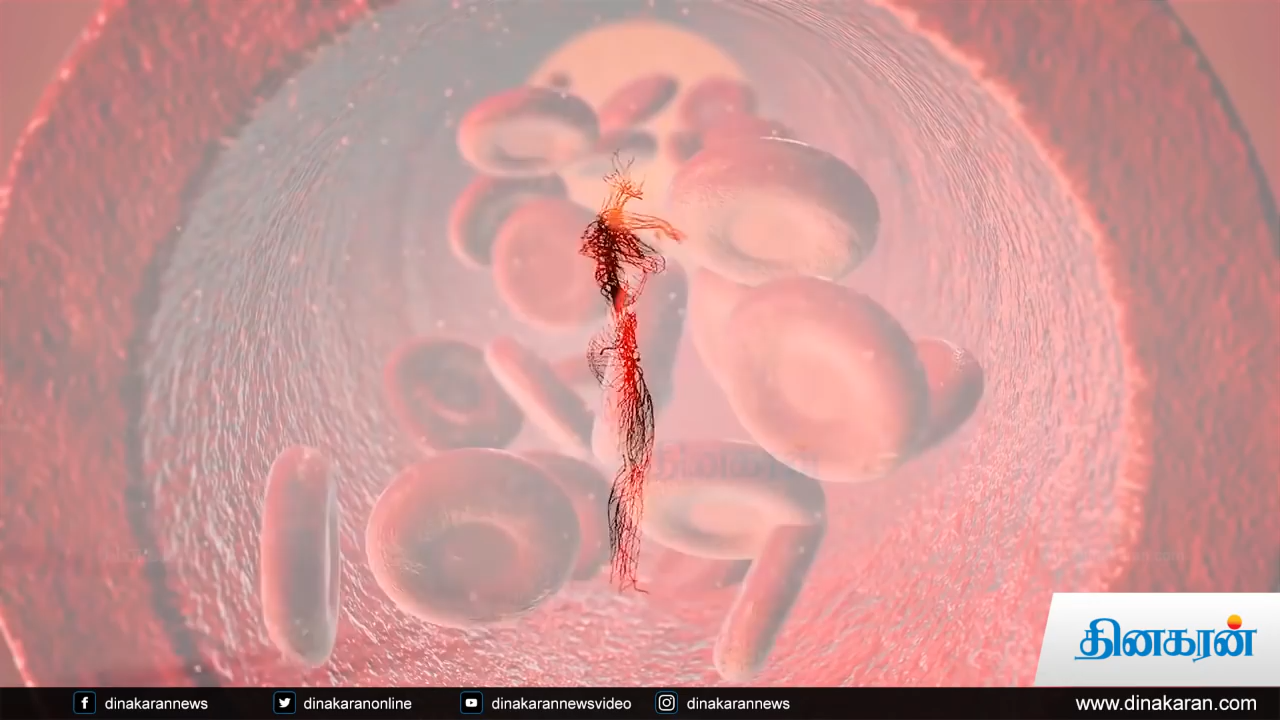 தினகரன்
dinakarannews
dinakaranonline
dinakarannewsvideo
dinakarannews
www.dinakaran.com